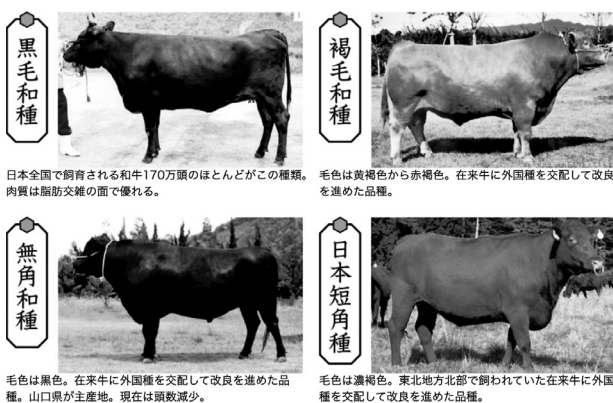 黒毛和種
日本全国で飼育される和牛170万頭のほとんどがこの種類。
肉質は脂肪交雑の面で優れる。
褐毛和種
毛色は黄褐色から赤褐色。在来牛に外国種を交配して改良
を進めた品種。
無角和種
毛色は黒色。在来牛に外国種を交配して改良を進めた品
種。山口県が主産地。現在は頭数減少。
日本短角種
毛色は濃褐色。東北地方北部で飼われていた在来牛に外国
種を交配して改良を進めた品種。